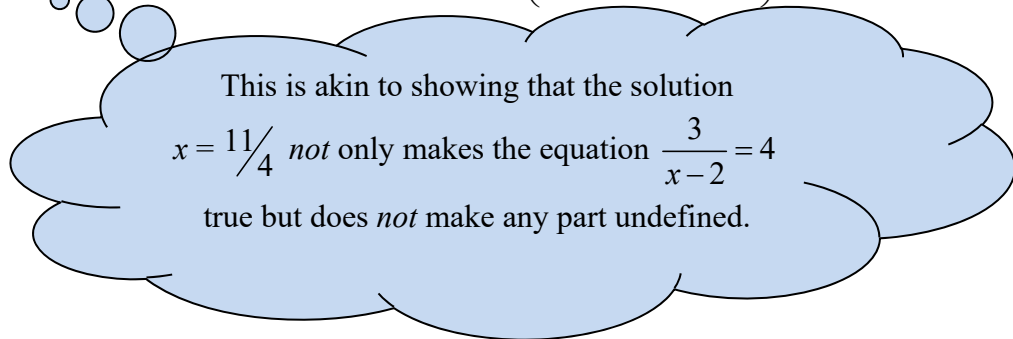 This is akin to showing that the solution
x = 11/4 not only makes the equation 3/(x − 2) = 4
true but does not make any part undefined.